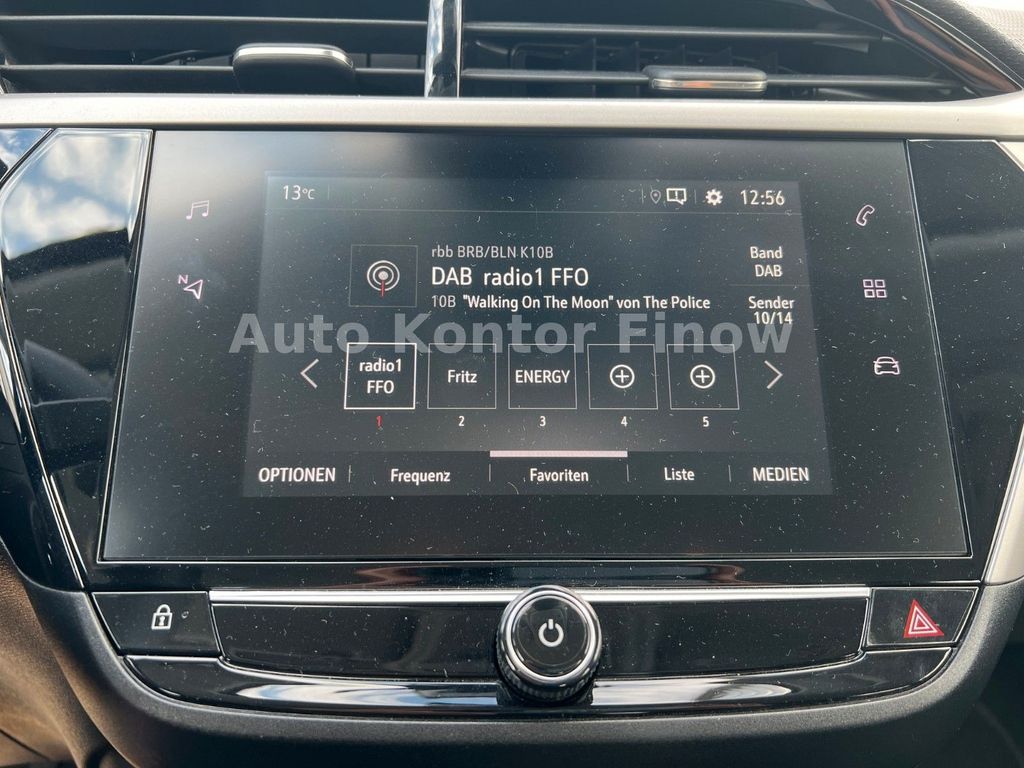 13°C
12:56
rbb BRB/BLN K10B
DAB radio1 FFO
10B "Walking On The Moon" von The Police
Band
DAB
Sender
10/14
Auto Kontor Finow
N
radio1
FFO
Fritz
ENERGY
1
2
3
4
5
OPTIONEN
Frequenz
Favoriten
Liste
MEDIEN